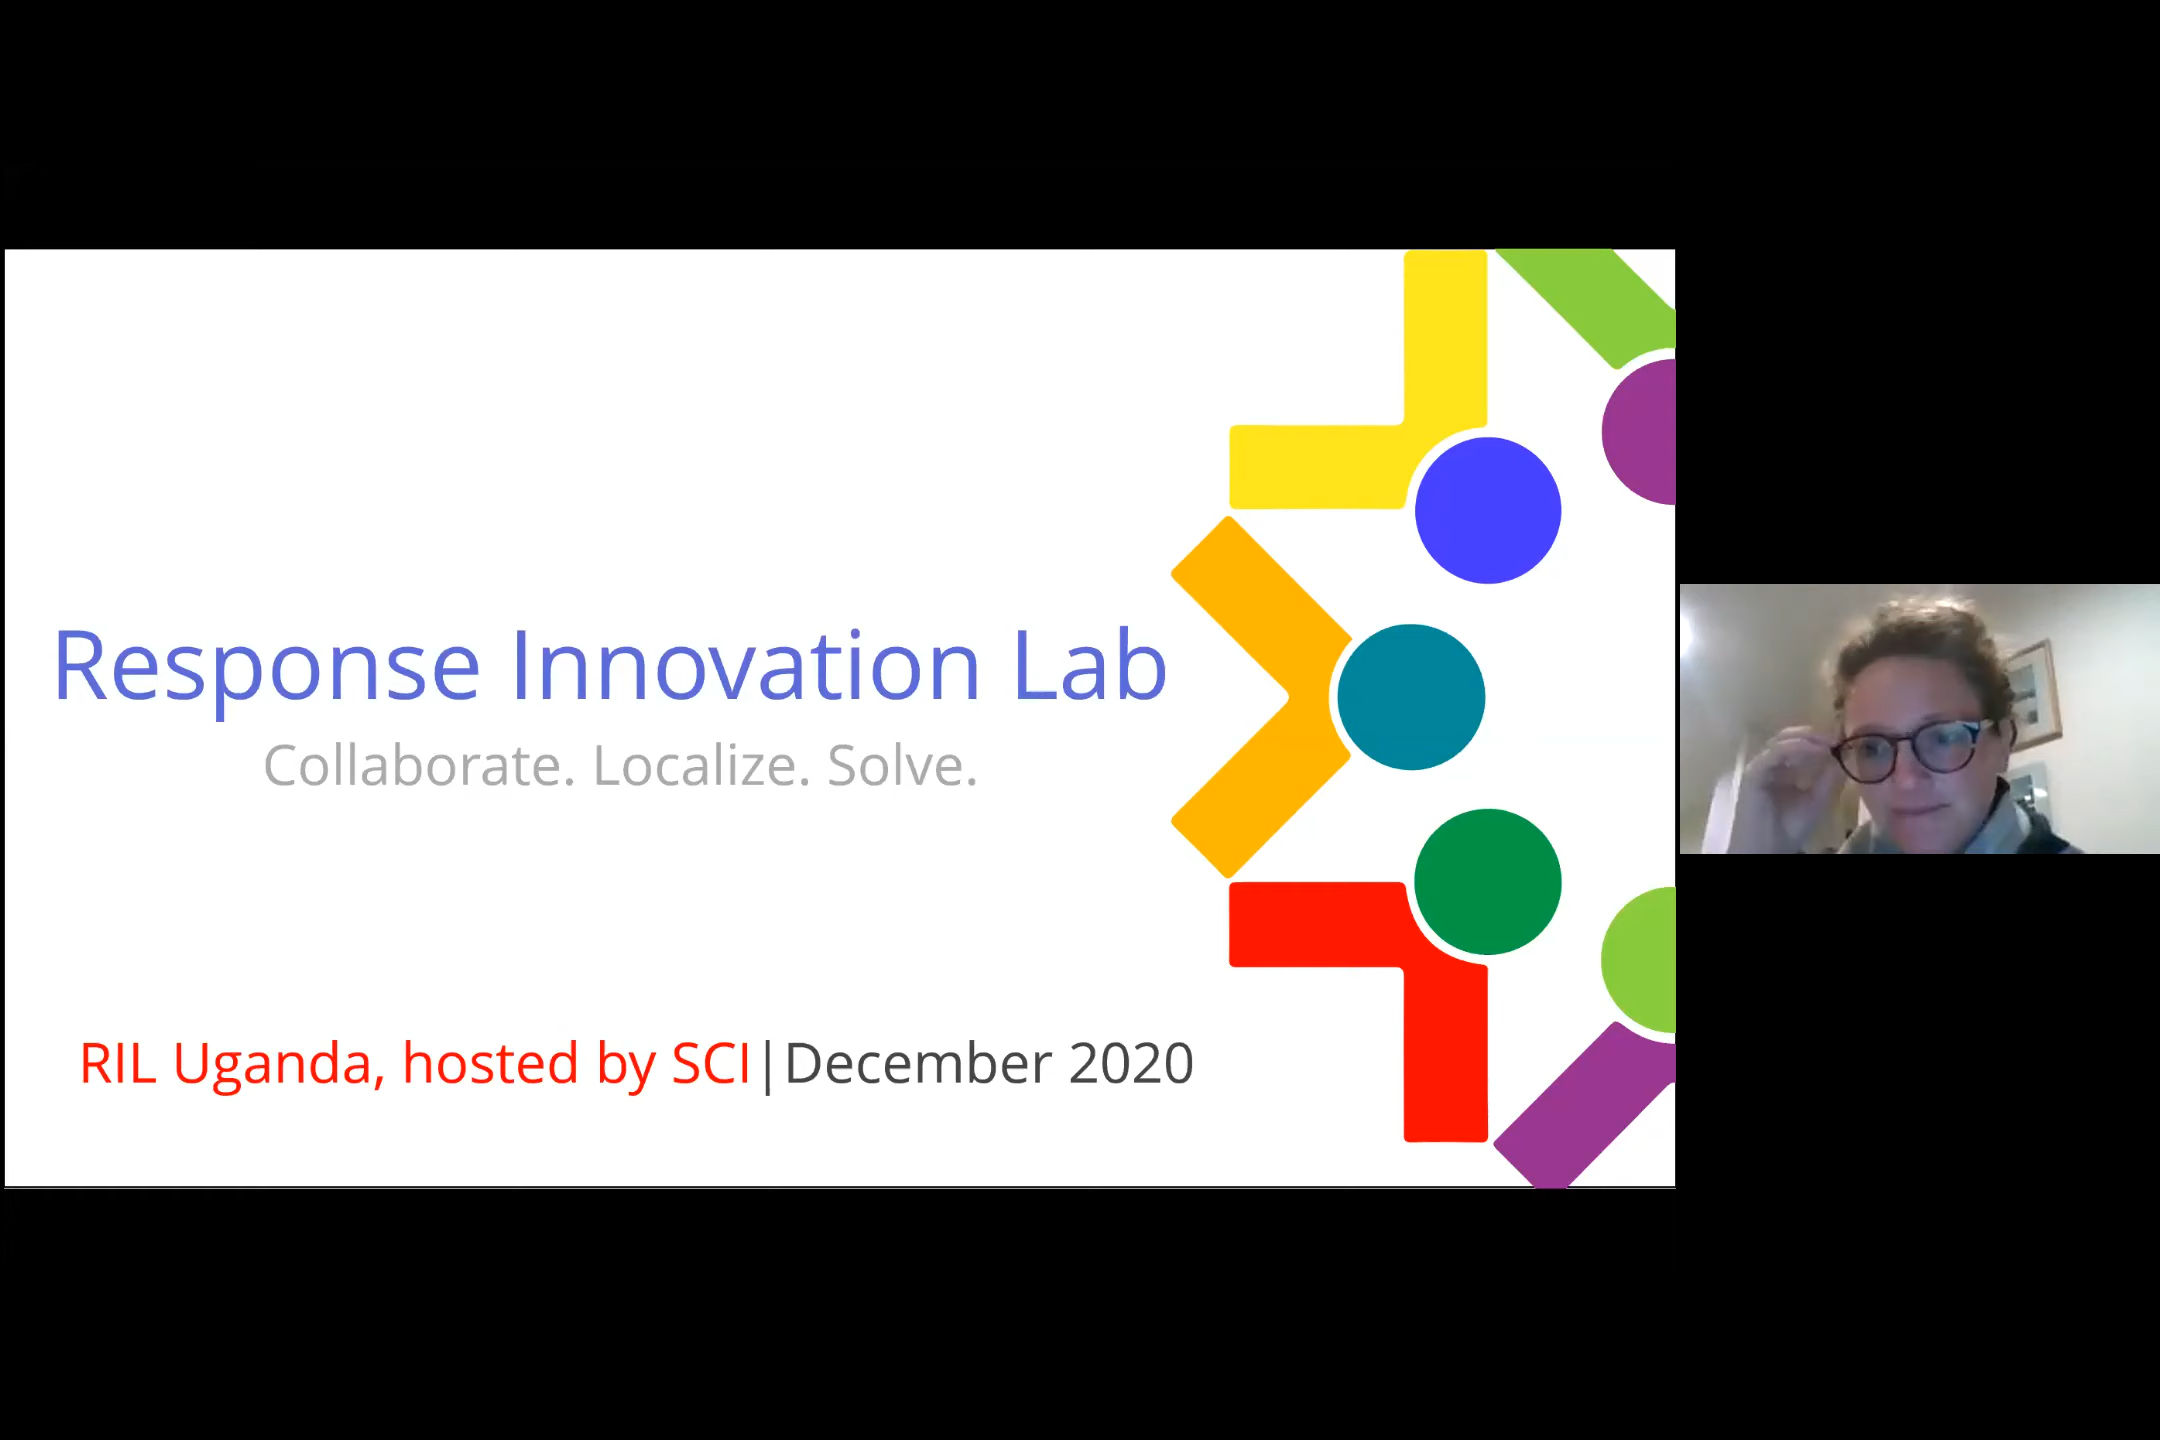 Response Innovation Lab
Collaborate. Localize. Solve.
RIL Uganda, hosted by SCI|December 2020